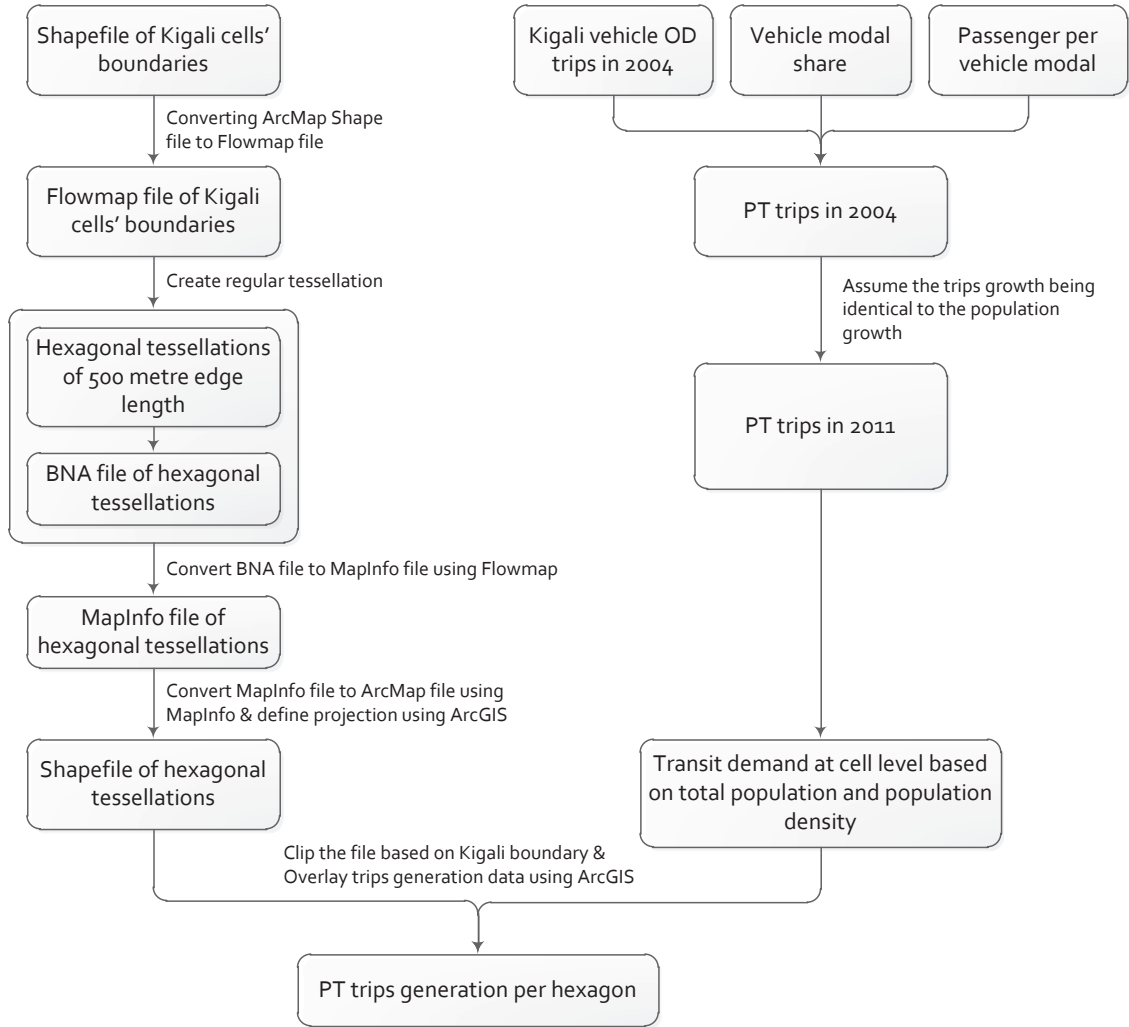 Shapefile of Kigali cells'
boundaries
Converting ArcMap Shape
file to Flowmap file
Flowmap file of Kigali
cells' boundaries
Create regular tessellation
Hexagonal tessellations
of 500 metre edge
length
BNA file of hexagonal
tessellations
Convert BNA file to MapInfo file using Flowmap
MapInfo file of
hexagonal tessellations
Convert MapInfo file to ArcMap file using
MapInfo & define projection using ArcGIS
Shapefile of hexagonal
tessellations
Kigali vehicle OD
trips in 2004
Vehicle modal
share
Passenger per
vehicle modal
PT trips in 2004
Assume the trips growth being
identical to the population
growth
PT trips in 2011
Transit demand at cell level based
on total population and population
density
Clip the file based on Kigali boundary &
Overlay trips generation data using ArcGIS
PT trips generation per hexagon